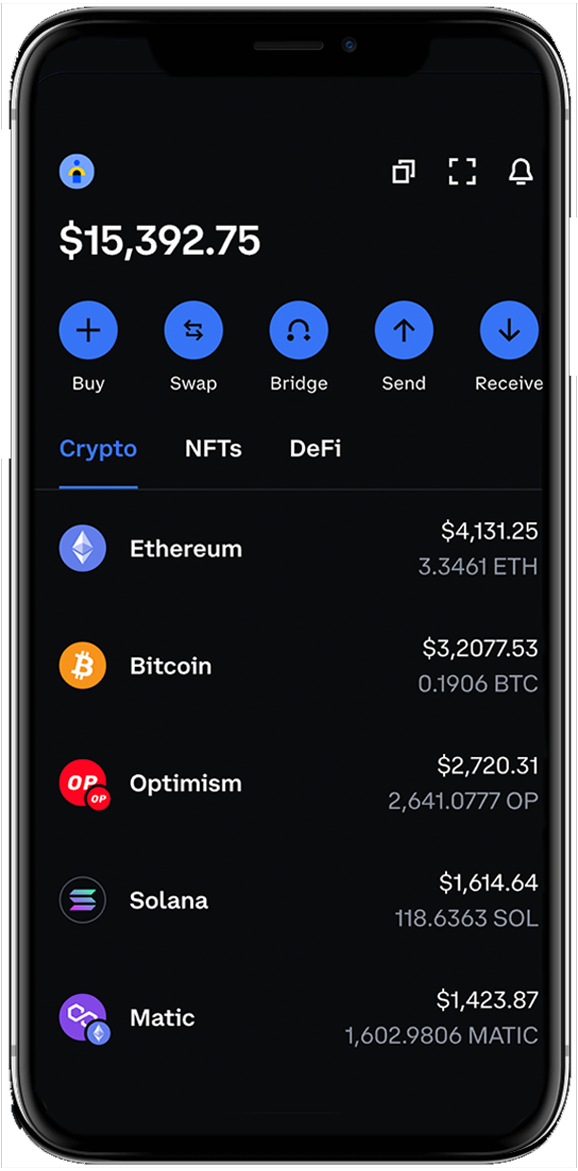 $15,392.75
Buy Swap Bridge Send Receive
Crypto NFTs DeFi
Ethereum $4,131.25
3.3461 ETH
Bitcoin $3,2077.53
0.1906 BTC
OP OP Optimism $2,720.31
2,641.0777 OP
Solana $1,614.64
118.6363 SOL
Matic $1,423.87
1,602.9806 MATIC